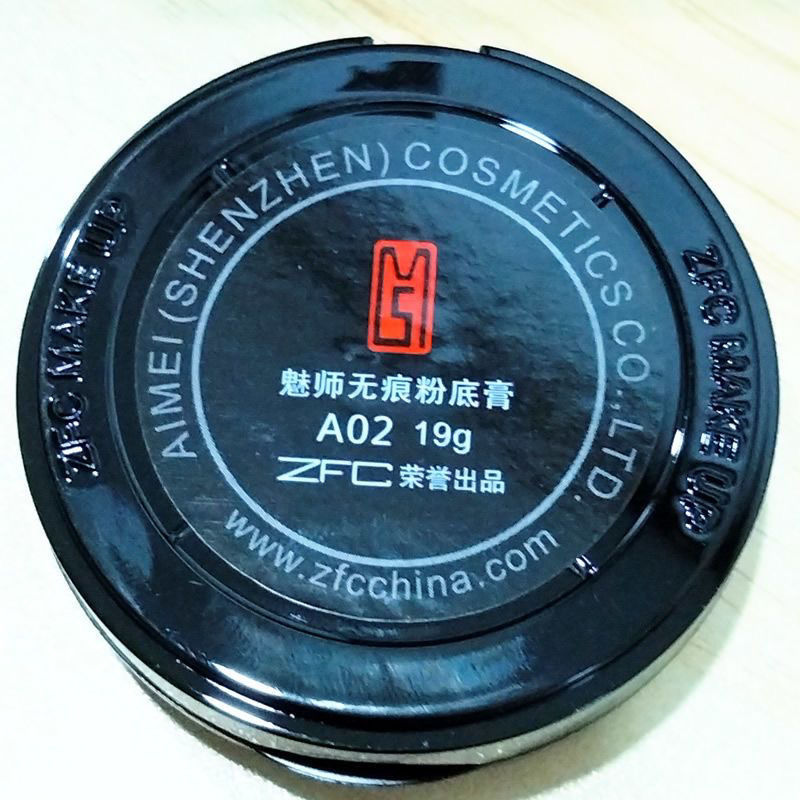 AIMEI (SHENZHEN) COSMETICS CO., LTD.
魅师无痕粉底膏
A02 19g
ZFC 荣誉出品
www.zfcchina.com
ZFC MAKE UP
ZFC MAKE UP